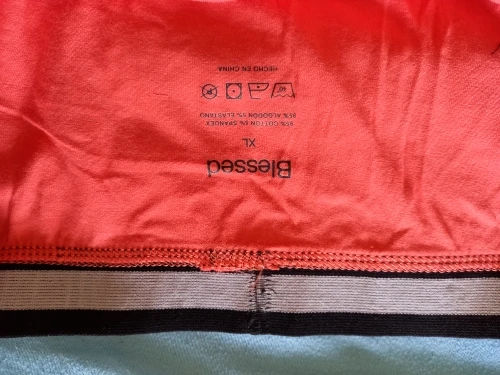 Blessed
XL
95% COTTON 5% SPANDEX
95% ALGODON 5% ELASTANO
HECHO EN CHINA